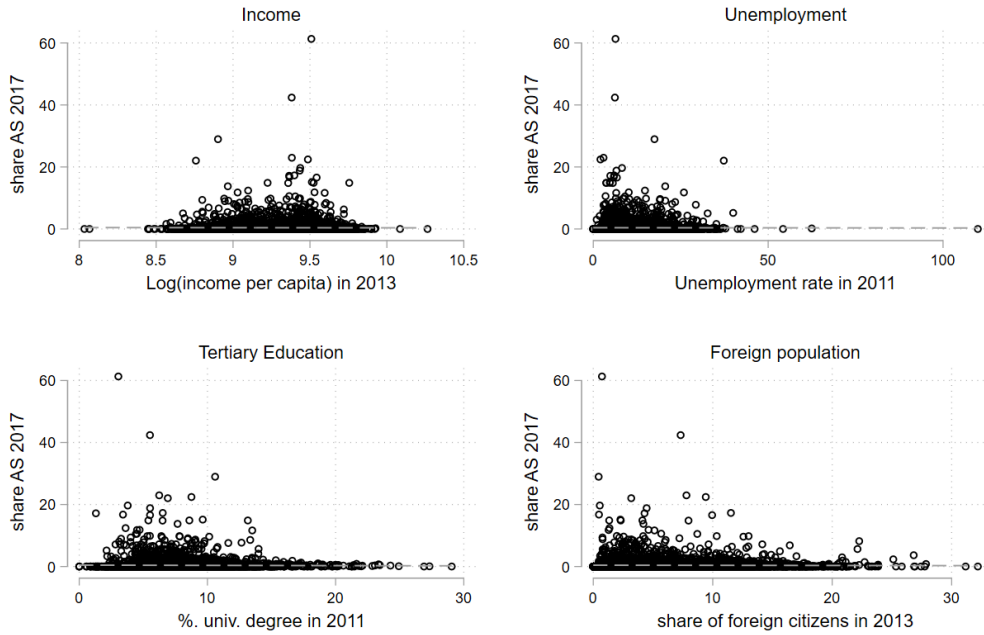 Income
60
40
20
0
share AS 2017
8 8.5 9 9.5 10 10.5
Log(income per capita) in 2013
Unemployment
60
40
20
0
share AS 2017
0 50 100
Unemployment rate in 2011
Tertiary Education
60
40
20
0
share AS 2017
0 10 20 30
%. univ. degree in 2011
Foreign population
60
40
20
0
share AS 2017
0 10 20 30
share of foreign citizens in 2013